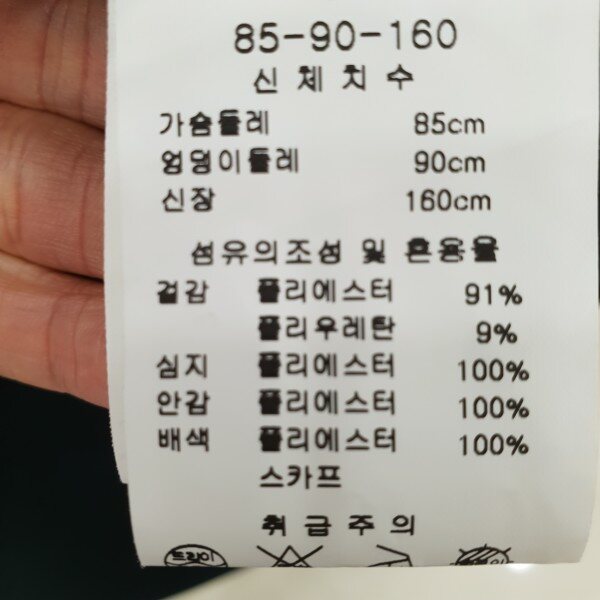 85-90-160
신체치수
가슴둘레 85cm
엉덩이둘레 90cm
신장 160cm
섬유의조성 및 혼용율
겉감 폴리에스터 91%
폴리우레탄 9%
심지 폴리에스터 100%
안감 폴리에스터 100%
배색 폴리에스터 100%
스카프
취급주의
드라이